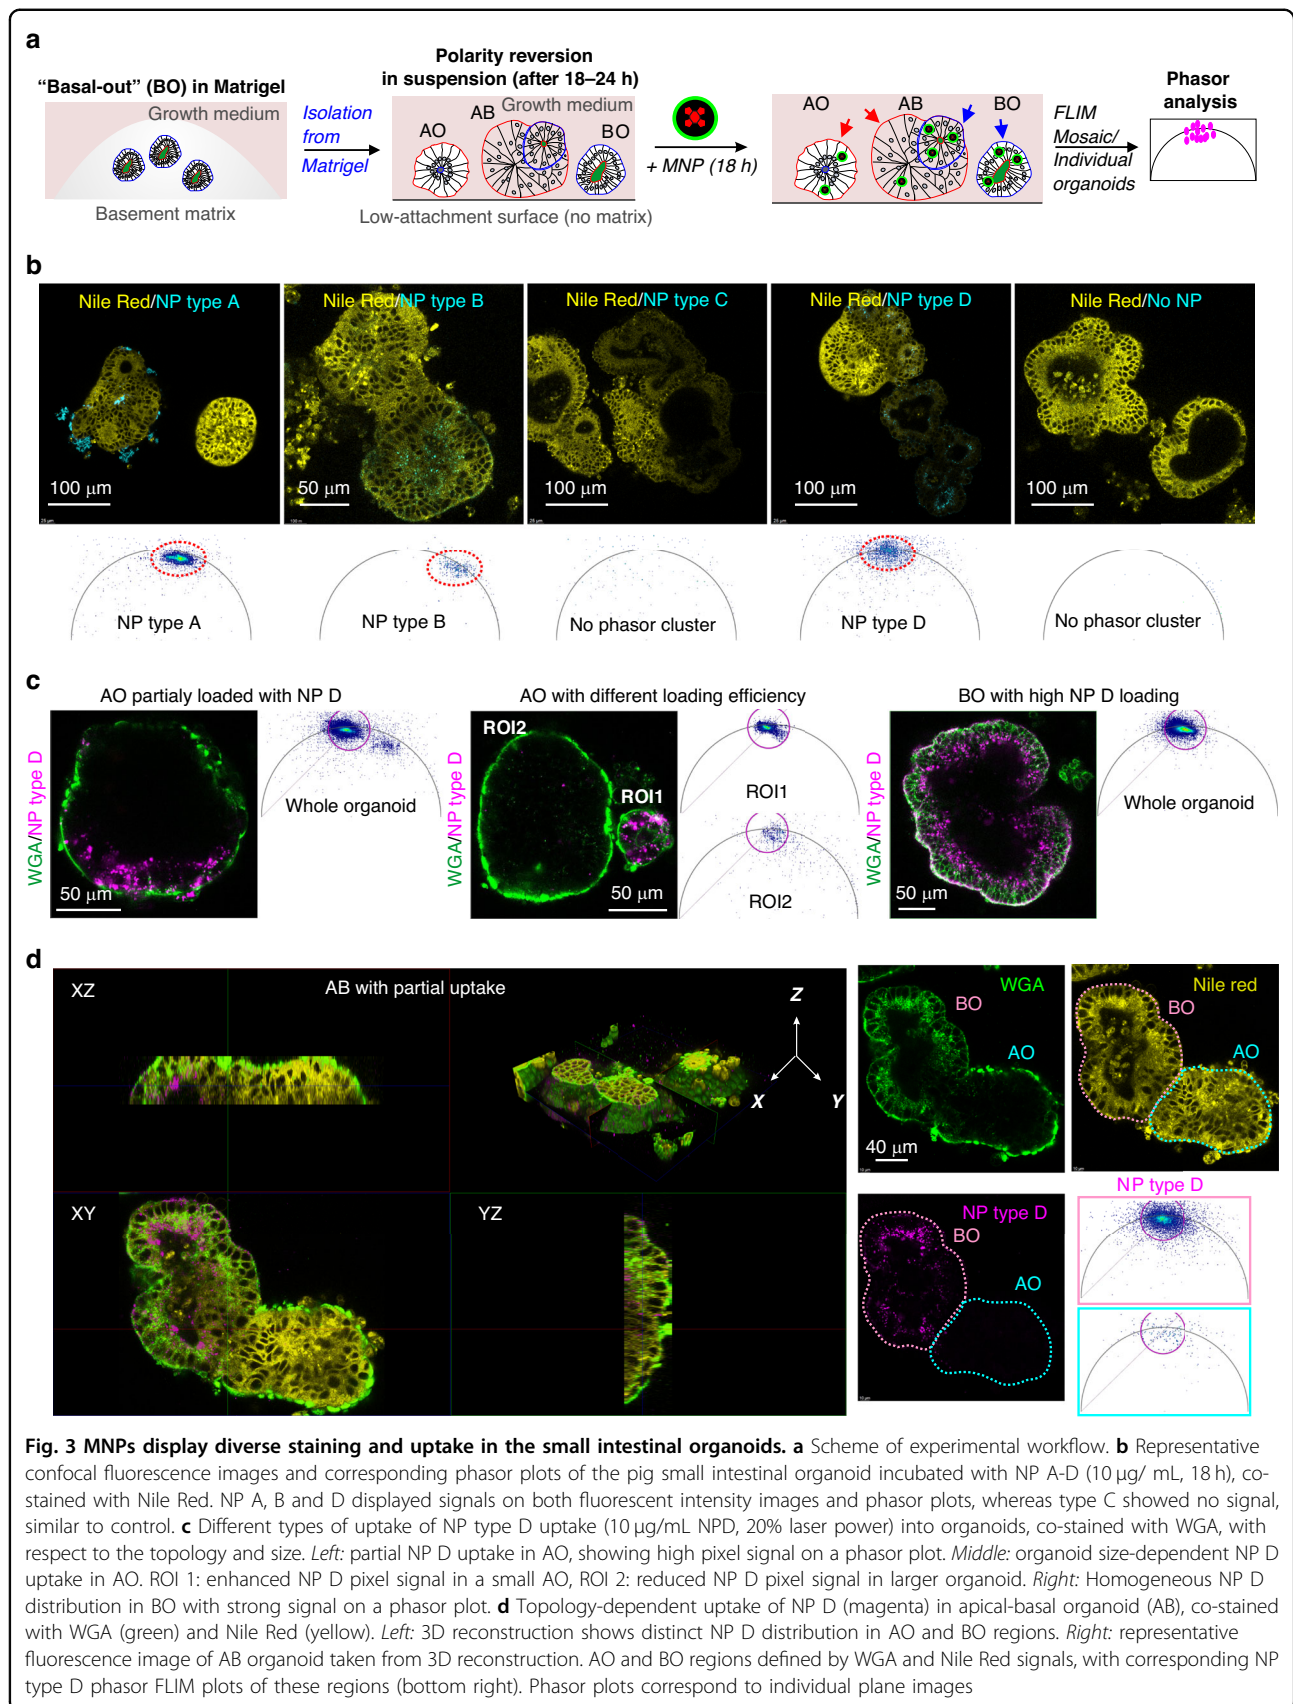 a
"Basal-out" (BO) in Matrigel
Growth medium
Basement matrix
Isolation
from
Matrigel
Polarity reversion
in suspension (after 18–24 h)
Growth medium
AO
AB
BO
Low-attachment surface (no matrix)
+ MNP (18 h)
AO
AB
BO
FLIM
Mosaic/
Individual
organoids
Phasor
analysis
b
Nile Red/NP type A
100 μm
Nile Red/NP type B
50 μm
Nile Red/NP type C
100 μm
Nile Red/NP type D
100 μm
Nile Red/No NP
100 μm
NP type A
NP type B
No phasor cluster
NP type D
No phasor cluster
c
AO partialy loaded with NP D
WGA/NP type D
50 μm
Whole organoid
AO with different loading efficiency
WGA/NP type D
ROI2
ROI1
50 μm
ROI1
ROI2
BO with high NP D loading
WGA/NP type D
50 μm
Whole organoid
d
XZ
AB with partial uptake
Z
X
Y
XY
YZ
WGA
BO
AO
40 μm
Nile red
BO
AO
NP type D
BO
AO
NP type D
Fig. 3 MNPs display diverse staining and uptake in the small intestinal organoids. a Scheme of experimental workflow. b Representative
confocal fluorescence images and corresponding phasor plots of the pig small intestinal organoid incubated with NP A-D (10 μg/ mL, 18 h), co-
stained with Nile Red. NP A, B and D displayed signals on both fluorescent intensity images and phasor plots, whereas type C showed no signal,
similar to control. c Different types of uptake of NP type D uptake (10 μg/mL NPD, 20% laser power) into organoids, co-stained with WGA, with
respect to the topology and size. Left: partial NP D uptake in AO, showing high pixel signal on a phasor plot. Middle: organoid size-dependent NP D
uptake in AO. ROI 1: enhanced NP D pixel signal in a small AO, ROI 2: reduced NP D pixel signal in larger organoid. Right: Homogeneous NP D
distribution in BO with strong signal on a phasor plot. d Topology-dependent uptake of NP D (magenta) in apical-basal organoid (AB), co-stained
with WGA (green) and Nile Red (yellow). Left: 3D reconstruction shows distinct NP D distribution in AO and BO regions. Right: representative
fluorescence image of AB organoid taken from 3D reconstruction. AO and BO regions defined by WGA and Nile Red signals, with corresponding NP
type D phasor FLIM plots of these regions (bottom right). Phasor plots correspond to individual plane images